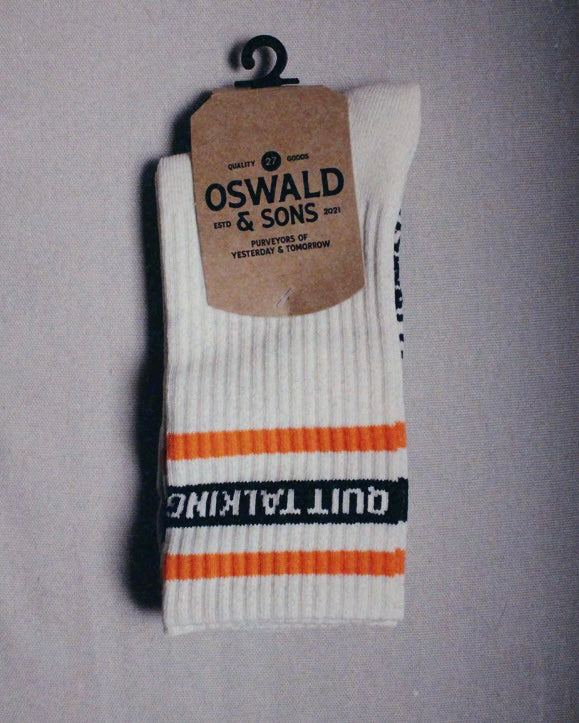 QUALITY 27 GOODS
OSWALD
ESTD & SONS 2021
PURVEYORS OF
YESTERDAY & TOMORROW
QUIT TALKING